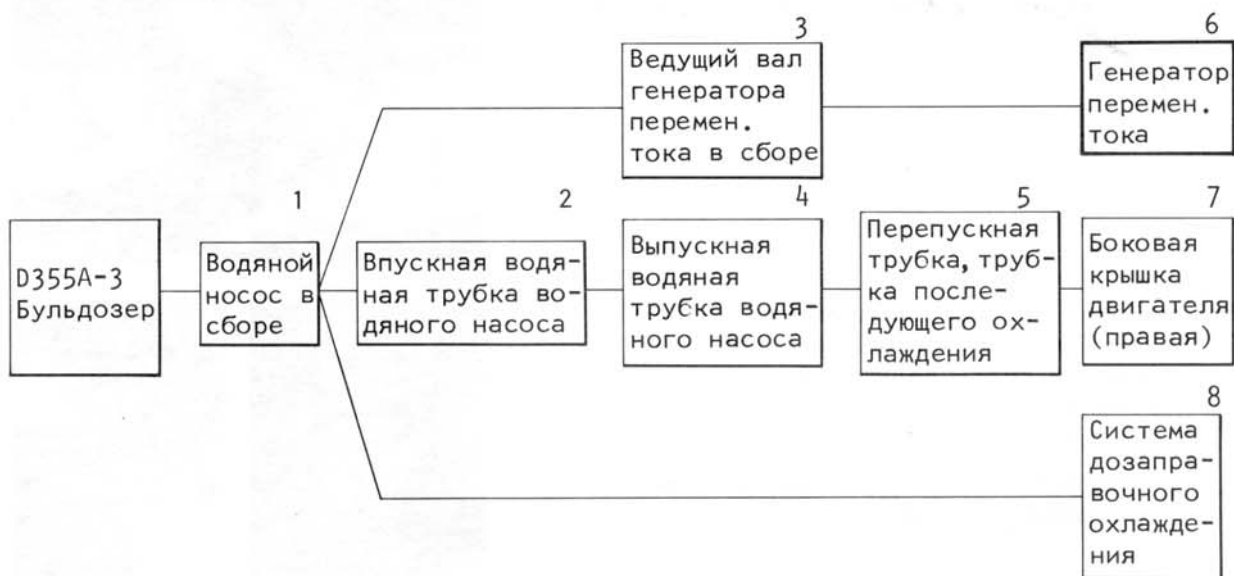 3
Ведущий вал
генератора
перемен.
тока в сборе
6
Генератор
перемен.
тока
D355A-3
Бульдозер
1
Водяной
носос в
сборе
2
Впускная водя-
ная трубка во-
дяного насоса
4
Выпускная
водяная
трубка водя-
ного насоса
5
Перепускная
трубка, труб-
ка после-
дующего ох-
лаждения
7
Боковая
крышка
двигателя
(правая)
8
Система
дозапра-
вочного
охлажде-
ния